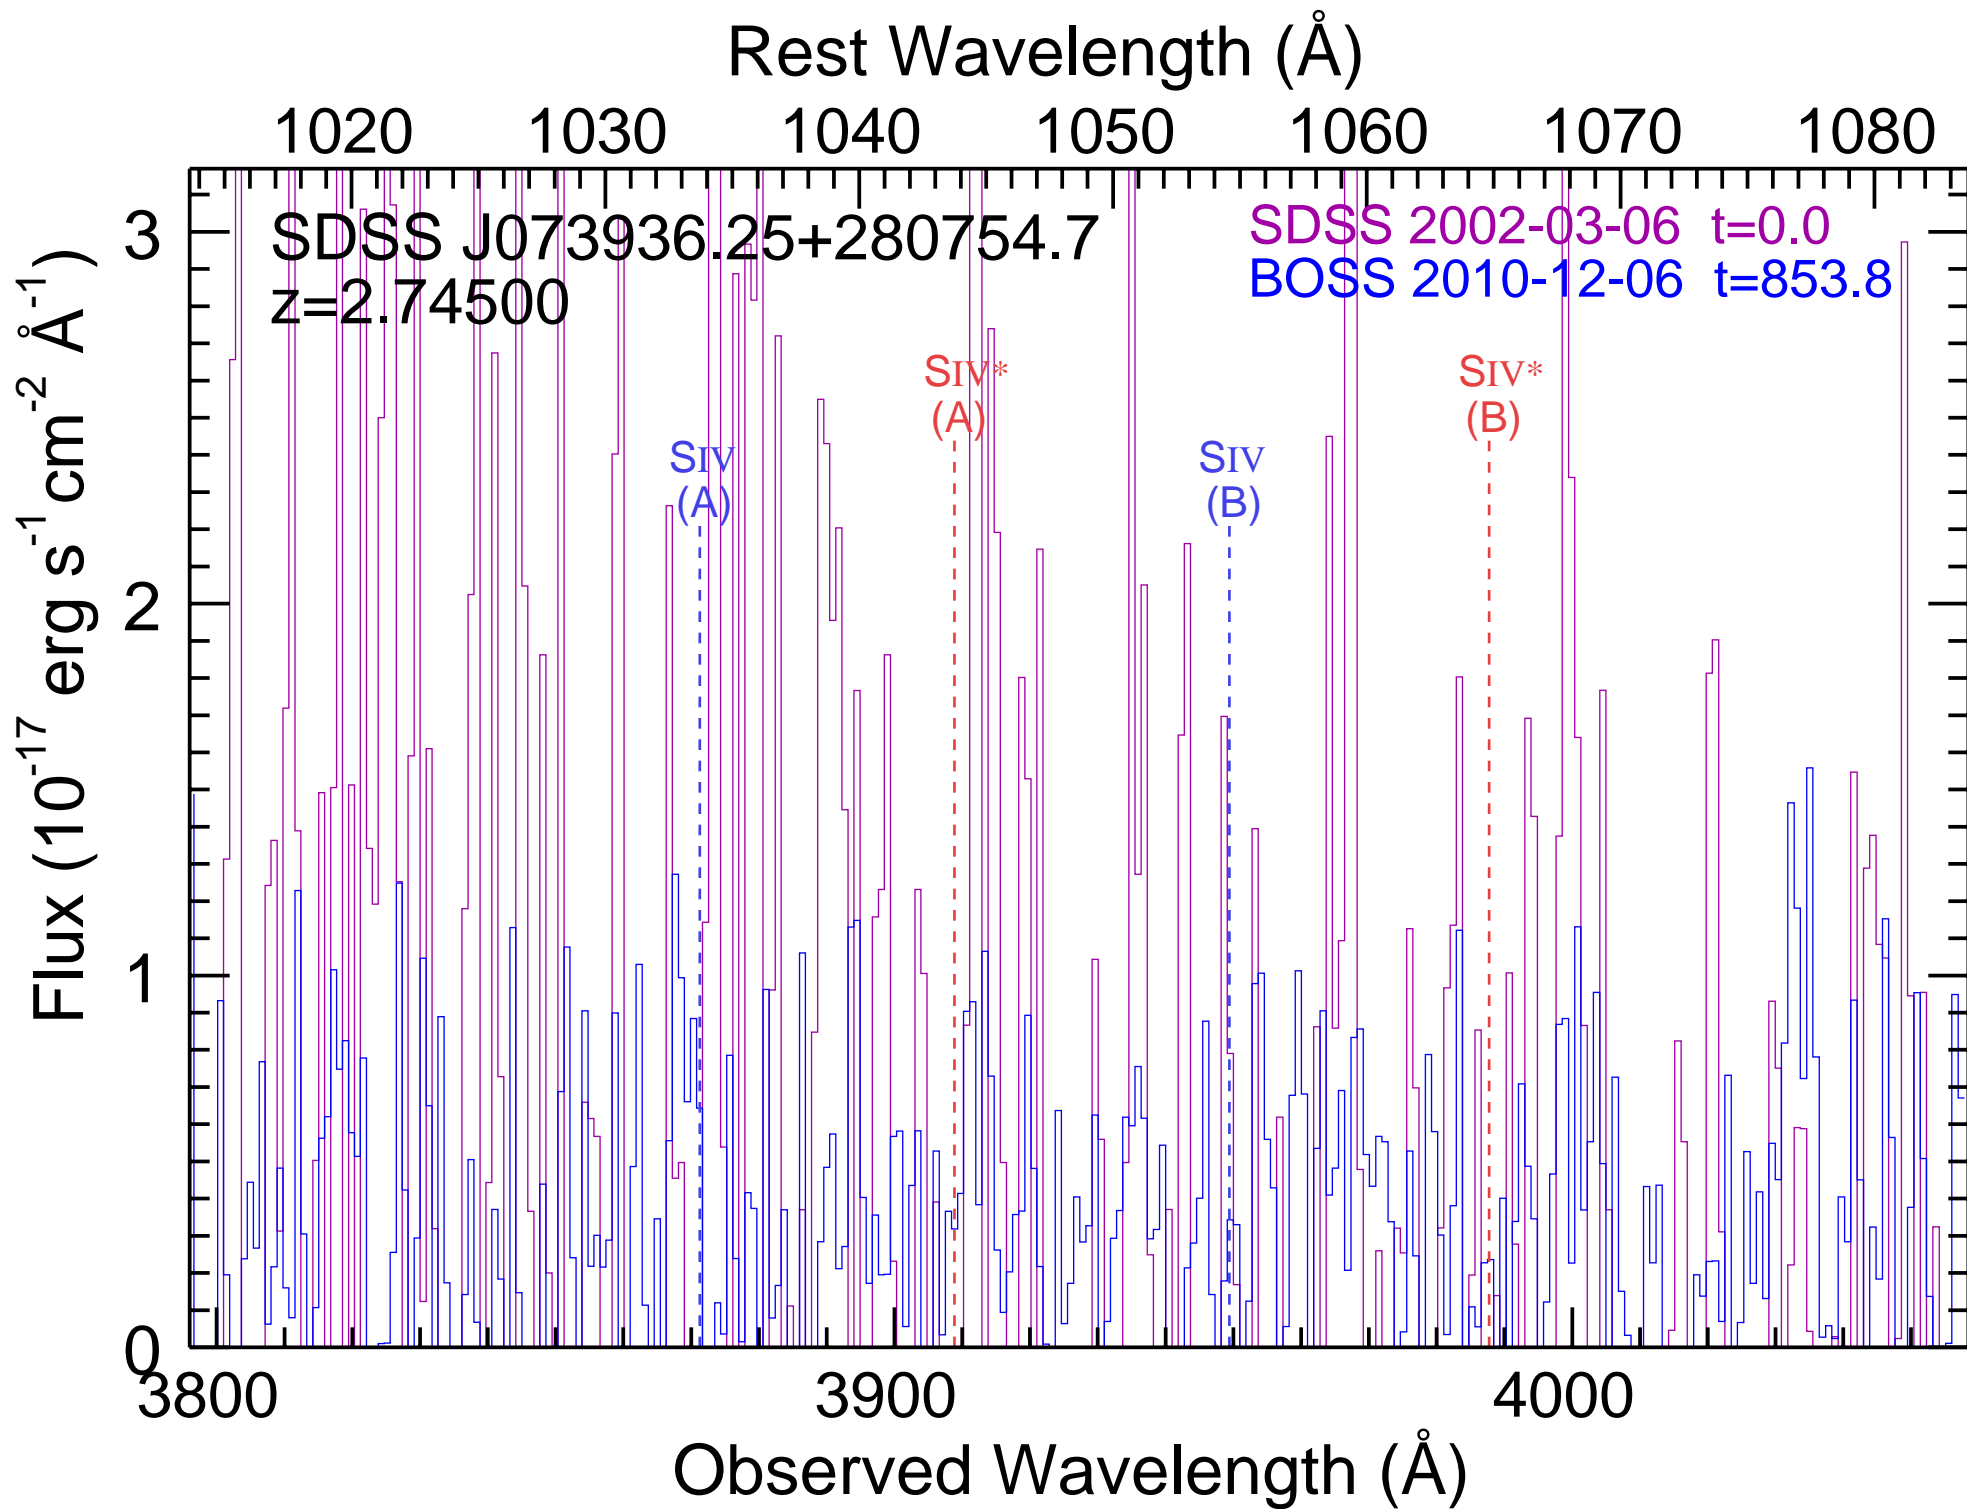 Rest Wavelength (Å)
1020 1030 1040 1050 1060 1070 1080
SDSS J073936.25+280754.7
z=2.74500
SDSS 2002-03-06 t=0.0
BOSS 2010-12-06 t=853.8
SIV*
(A)
SIV*
(B)
SIV
(A)
SIV
(B)
3
2
1
0
Flux (10⁻¹⁷ erg s⁻¹ cm⁻² Å⁻¹)
3800 3900 4000
Observed Wavelength (Å)